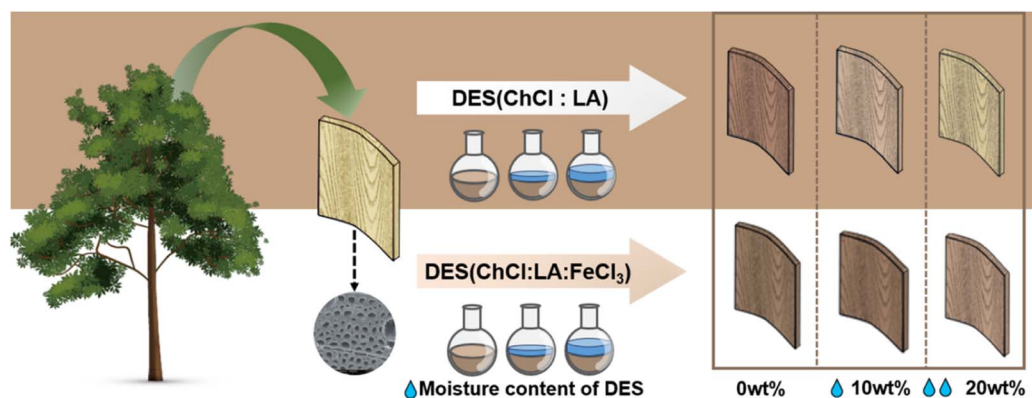 DES(ChCl : LA)
DES(ChCl:LA:FeCl₃)
Moisture content of DES
0wt%
10wt%
20wt%